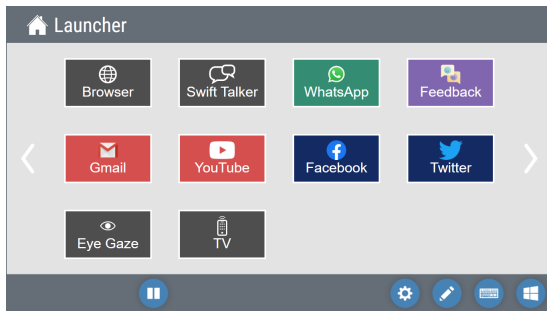 Launcher
Browser
Swift Talker
WhatsApp
Feedback
Gmail
YouTube
Facebook
Twitter
Eye Gaze
TV